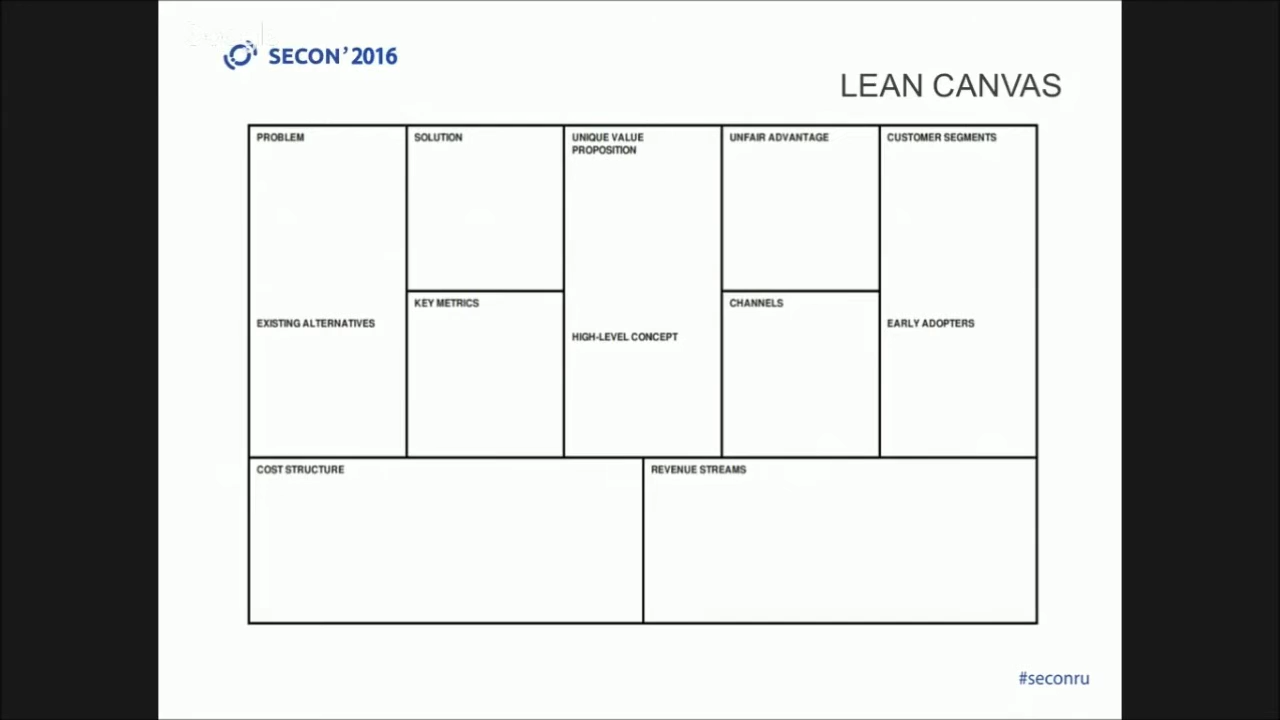 SECON’2016
LEAN CANVAS
PROBLEM
EXISTING ALTERNATIVES
SOLUTION
KEY METRICS
UNIQUE VALUE
PROPOSITION
HIGH-LEVEL CONCEPT
UNFAIR ADVANTAGE
CHANNELS
CUSTOMER SEGMENTS
EARLY ADOPTERS
COST STRUCTURE
REVENUE STREAMS
#seconru